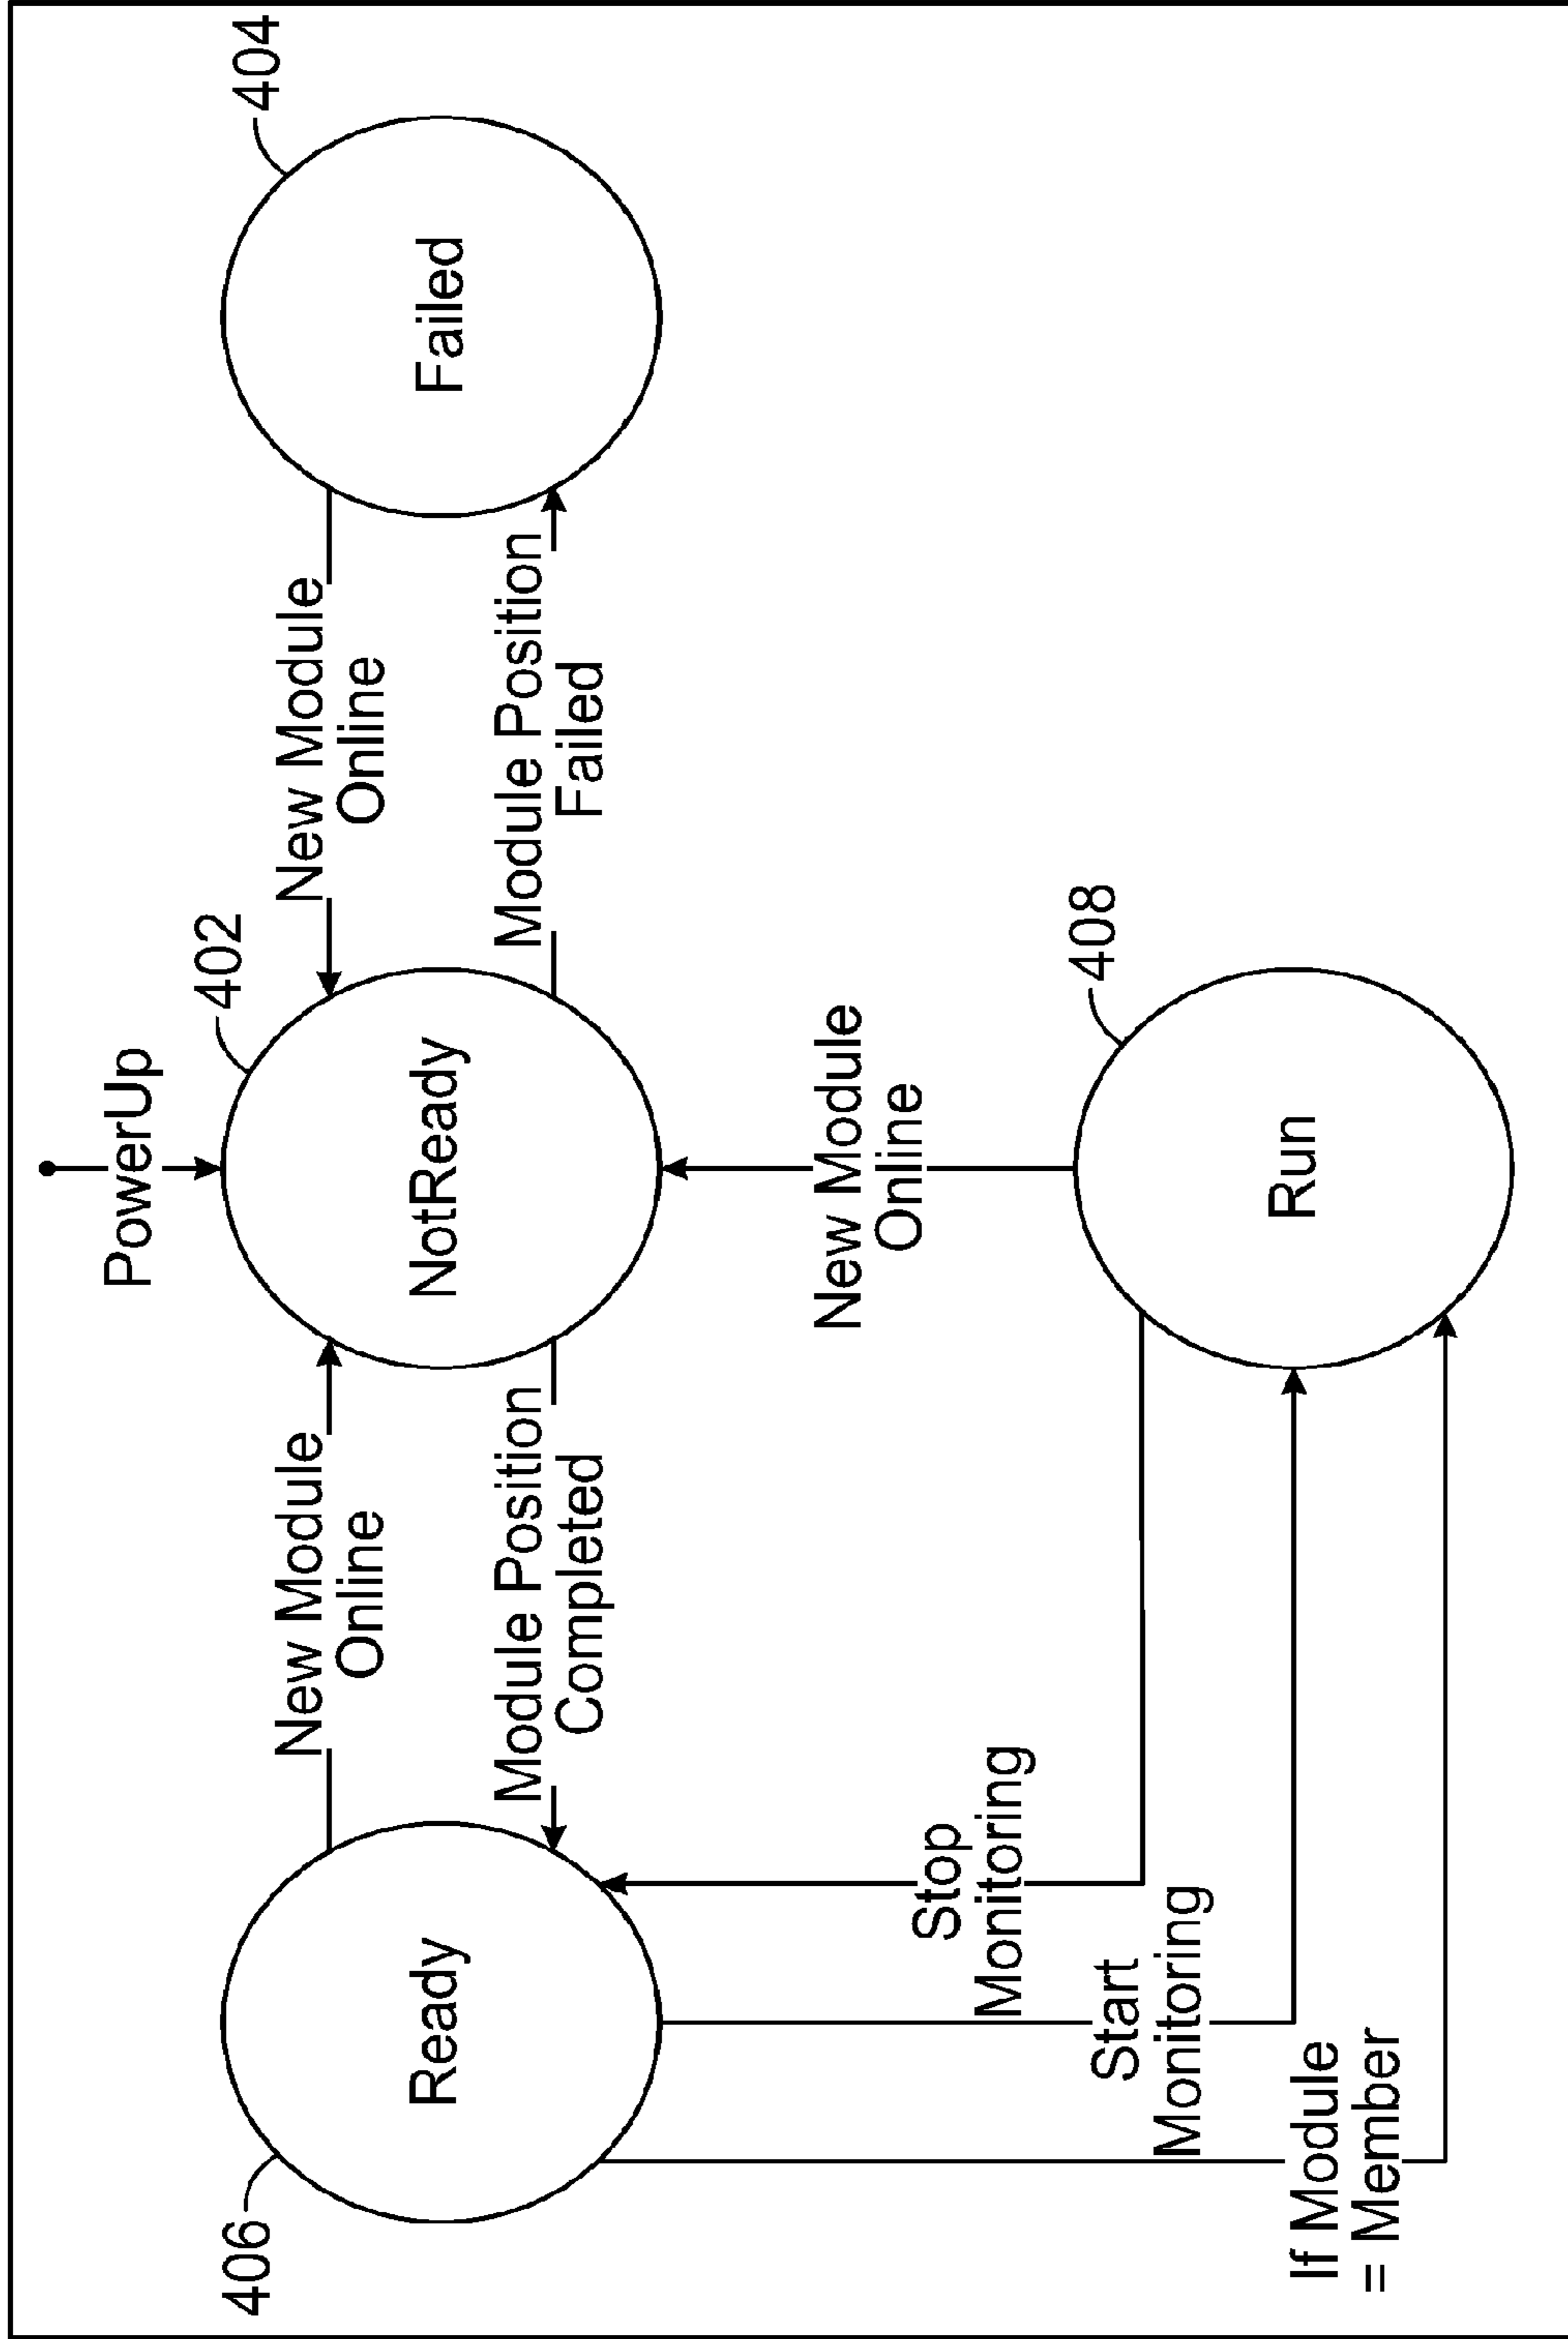 PowerUp
406
Ready
New Module
Online
Module Position
Completed
402
NotReady
New Module
Online
Module Position
Failed
404
Failed
Stop
Monitoring
Start
Monitoring
If Module
= Member
New Module
Online
408
Run